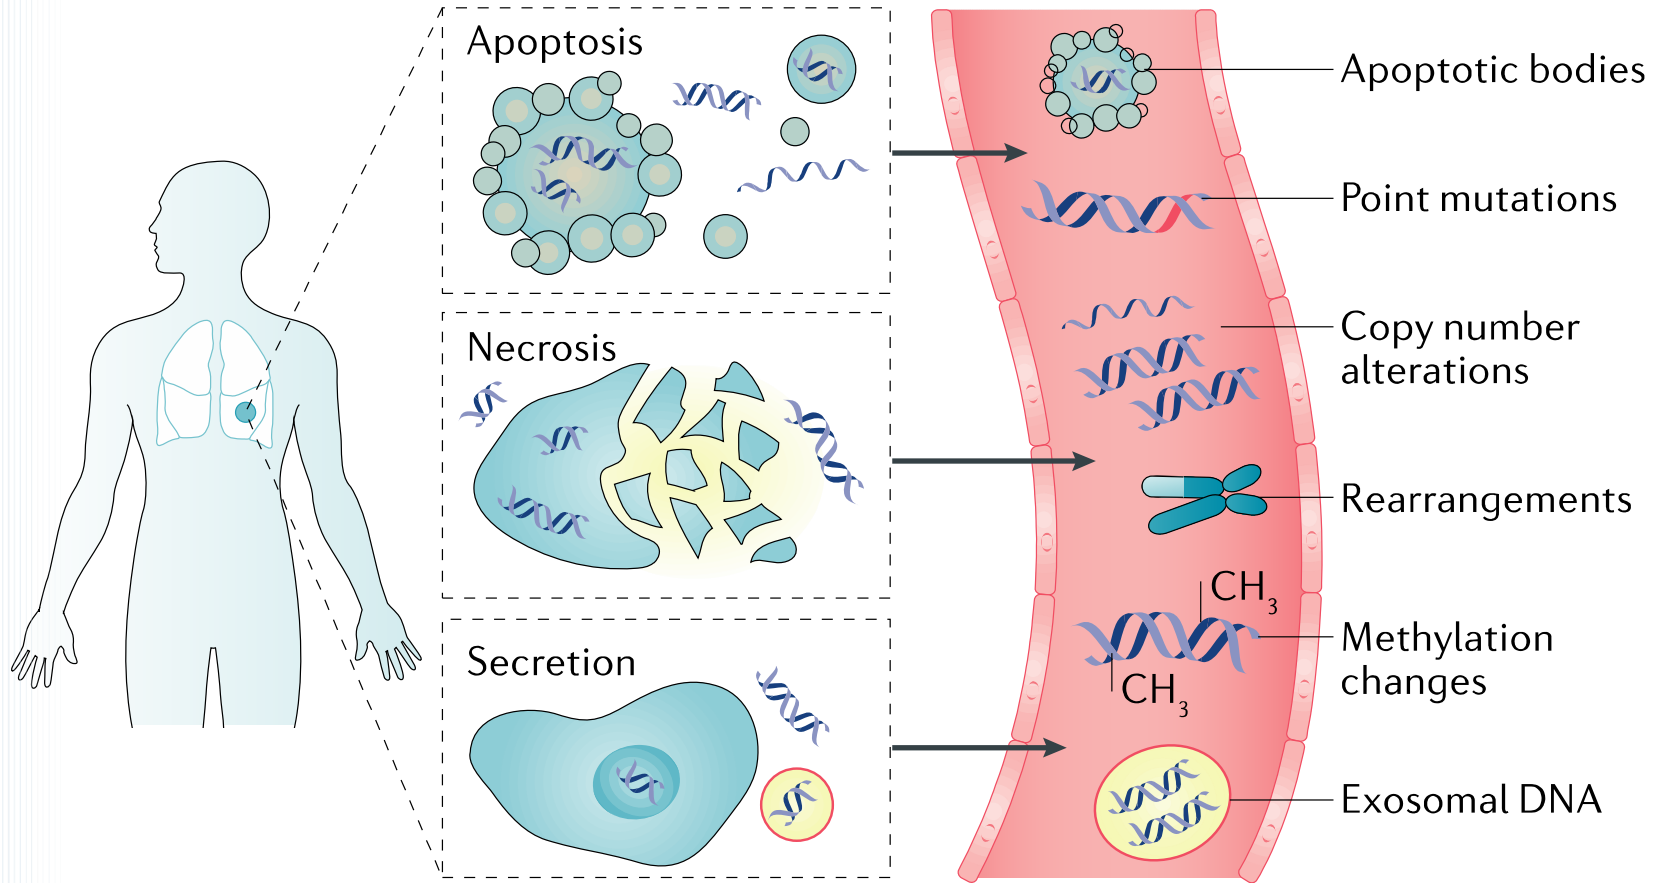 Apoptosis
Necrosis
Secretion
Apoptotic bodies
Point mutations
Copy number
alterations
Rearrangements
CH₃
CH₃
Methylation
changes
Exosomal DNA